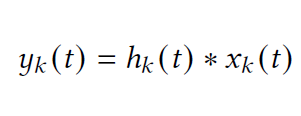 yₖ(t) = hₖ(t) ∗ xₖ(t)